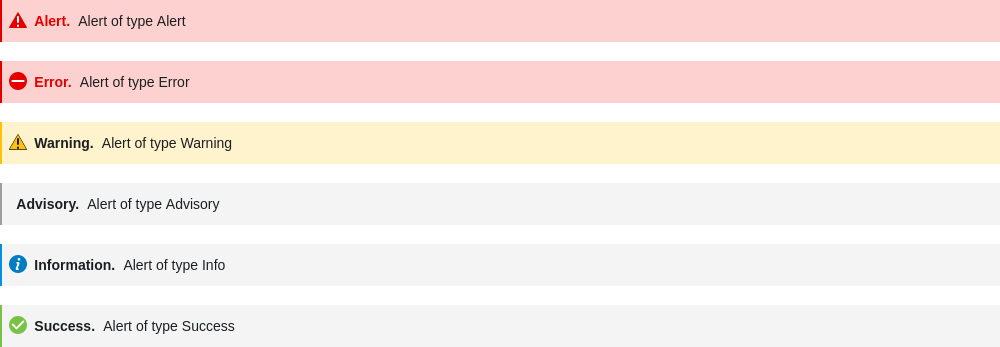 Alert. Alert of type Alert
Error. Alert of type Error
Warning. Alert of type Warning
Advisory. Alert of type Advisory
Information. Alert of type Info
Success. Alert of type Success